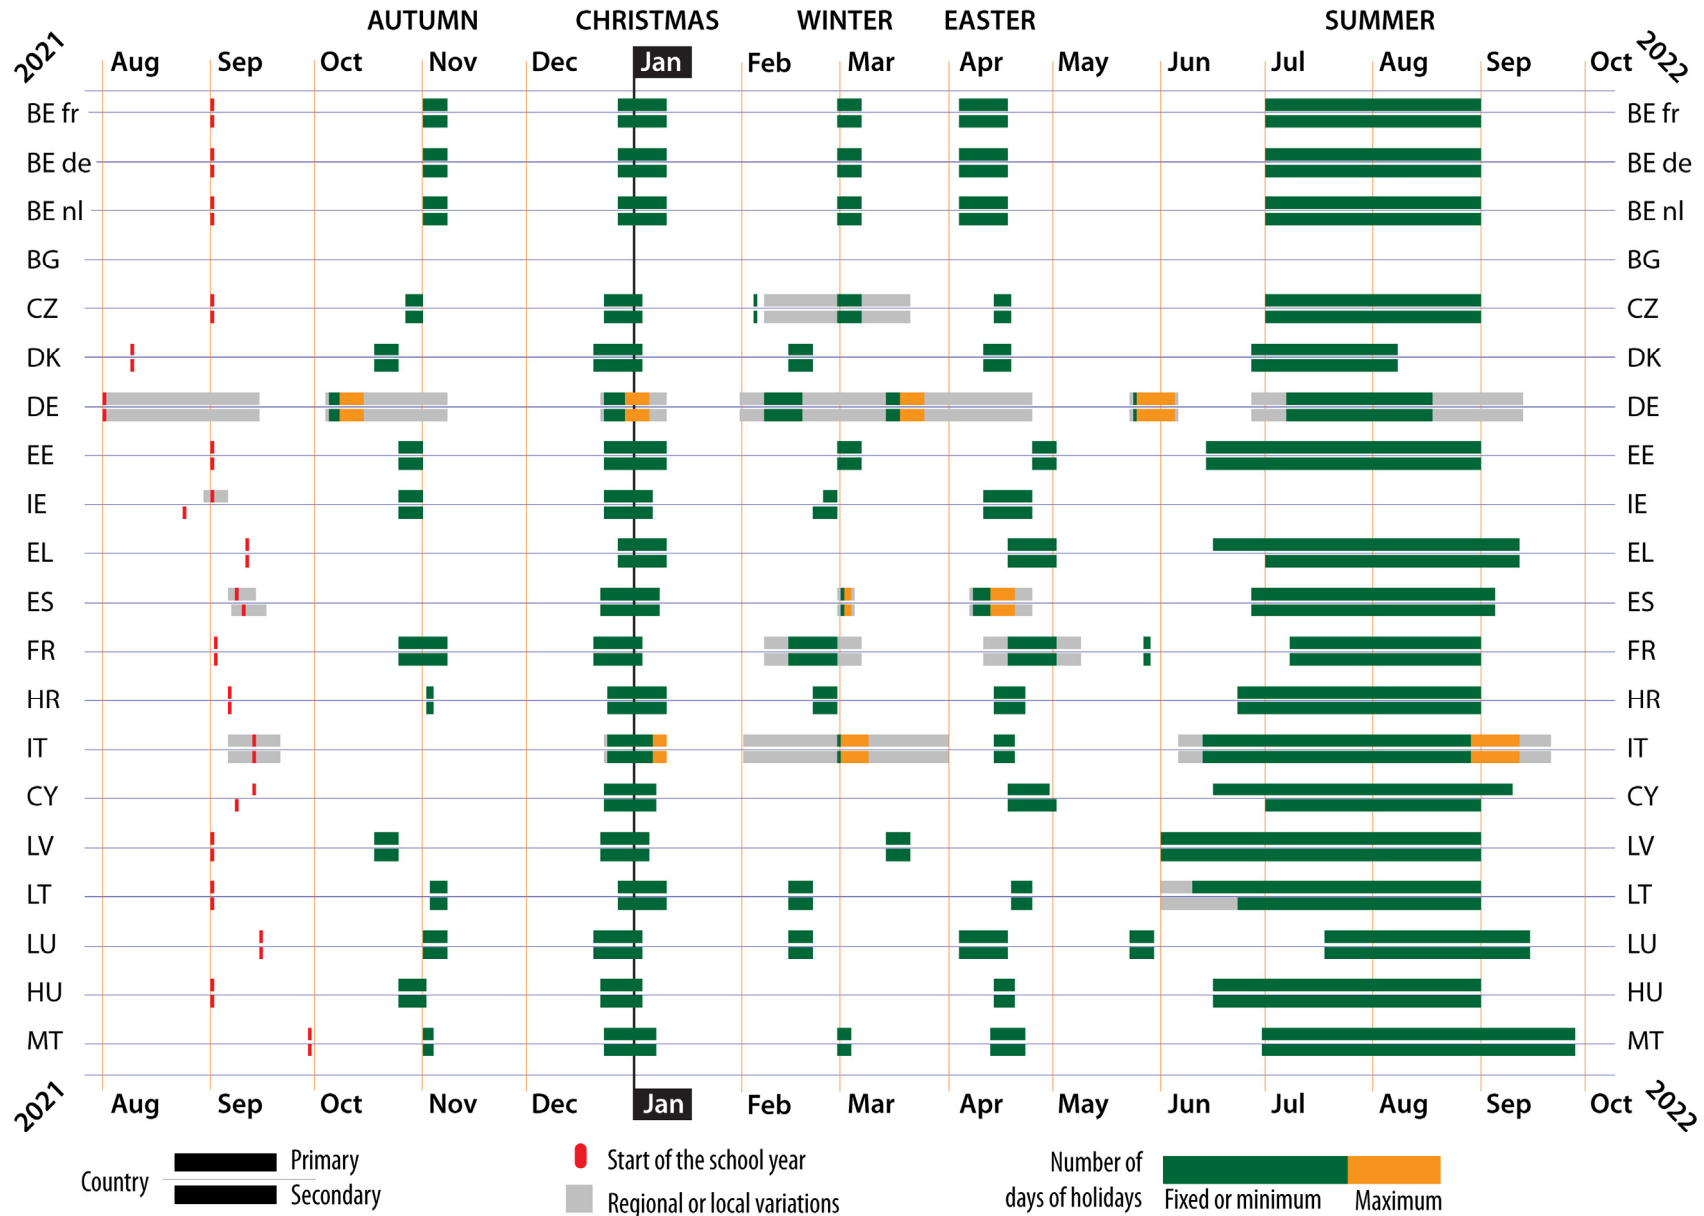 AUTUMN CHRISTMAS WINTER EASTER SUMMER
2021 Aug Sep Oct Nov Dec Jan Feb Mar Apr May Jun Jul Aug Sep Oct 2022
BE fr BE fr
BE de BE de
BE nl BE nl
BG BG
CZ CZ
DK DK
DE DE
EE EE
IE IE
EL EL
ES ES
FR FR
HR HR
IT IT
CY CY
LV LV
LT LT
LU LU
HU HU
MT MT
2021 Aug Sep Oct Nov Dec Jan Feb Mar Apr May Jun Jul Aug Sep Oct 2022
Country Primary
Secondary
Start of the school year
Regional or local variations
Number of
days of holidays Fixed or minimum Maximum